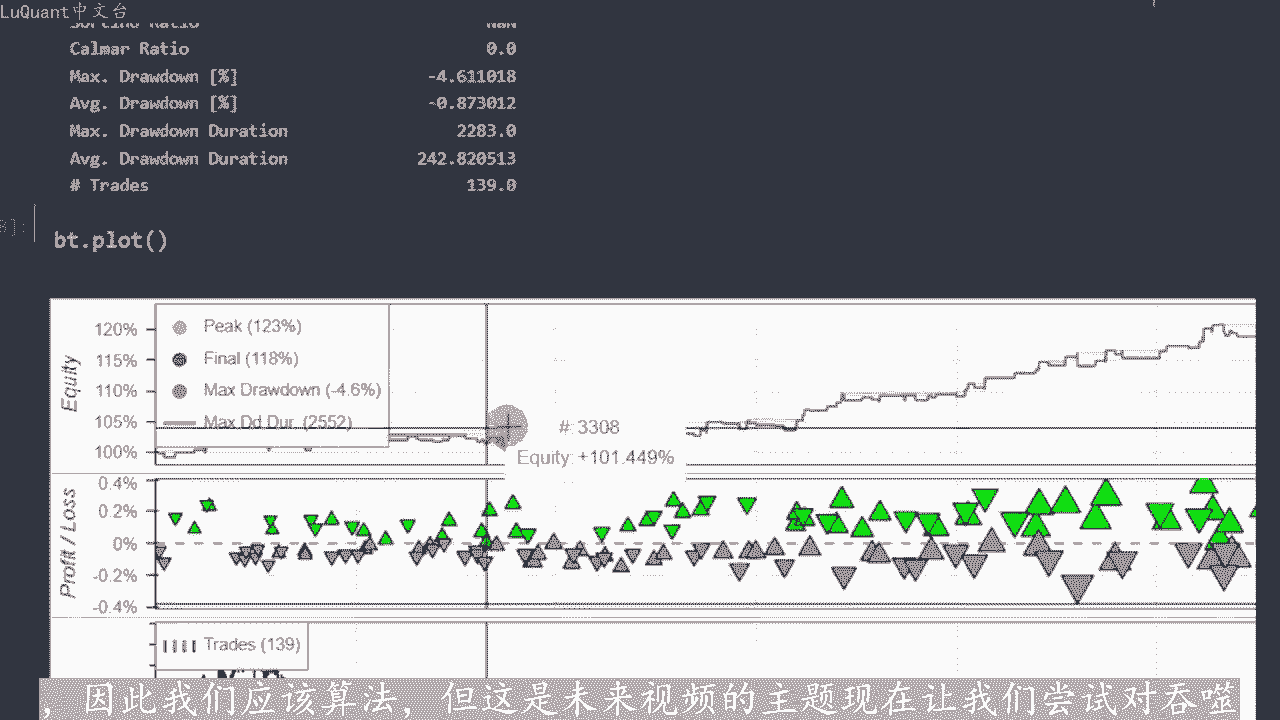 LuQuant中文台
Sortino Ratio NaN
Calmar Ratio 0.0
Max. Drawdown [%] -4.611018
Avg. Drawdown [%] -0.873012
Max. Drawdown Duration 2283.0
Avg. Drawdown Duration 242.820513
# Trades 139.0
bt.plot()
Peak (123%)
Final (118%)
Max Drawdown (-4.6%)
Max Dd Dur. (2552)
Equity
120%
115%
110%
105%
100%
#: 3308
Equity: +101.449%
Profit / Loss
0.4%
0.2%
0%
-0.2%
-0.4%
Trades (139)
，因此我们应该算法，但这是未来视频的主题现在让我们尝试对吞噬